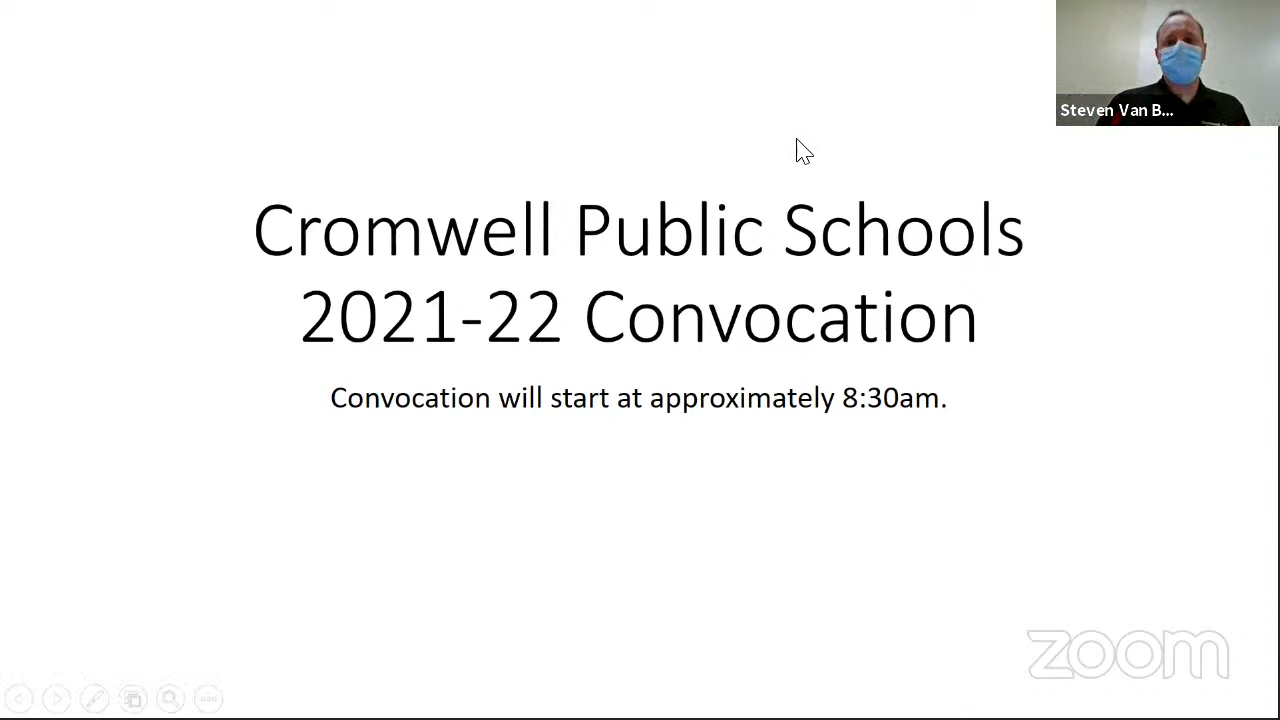 Steven Van B...
Cromwell Public Schools
2021-22 Convocation
Convocation will start at approximately 8:30am.
zoom